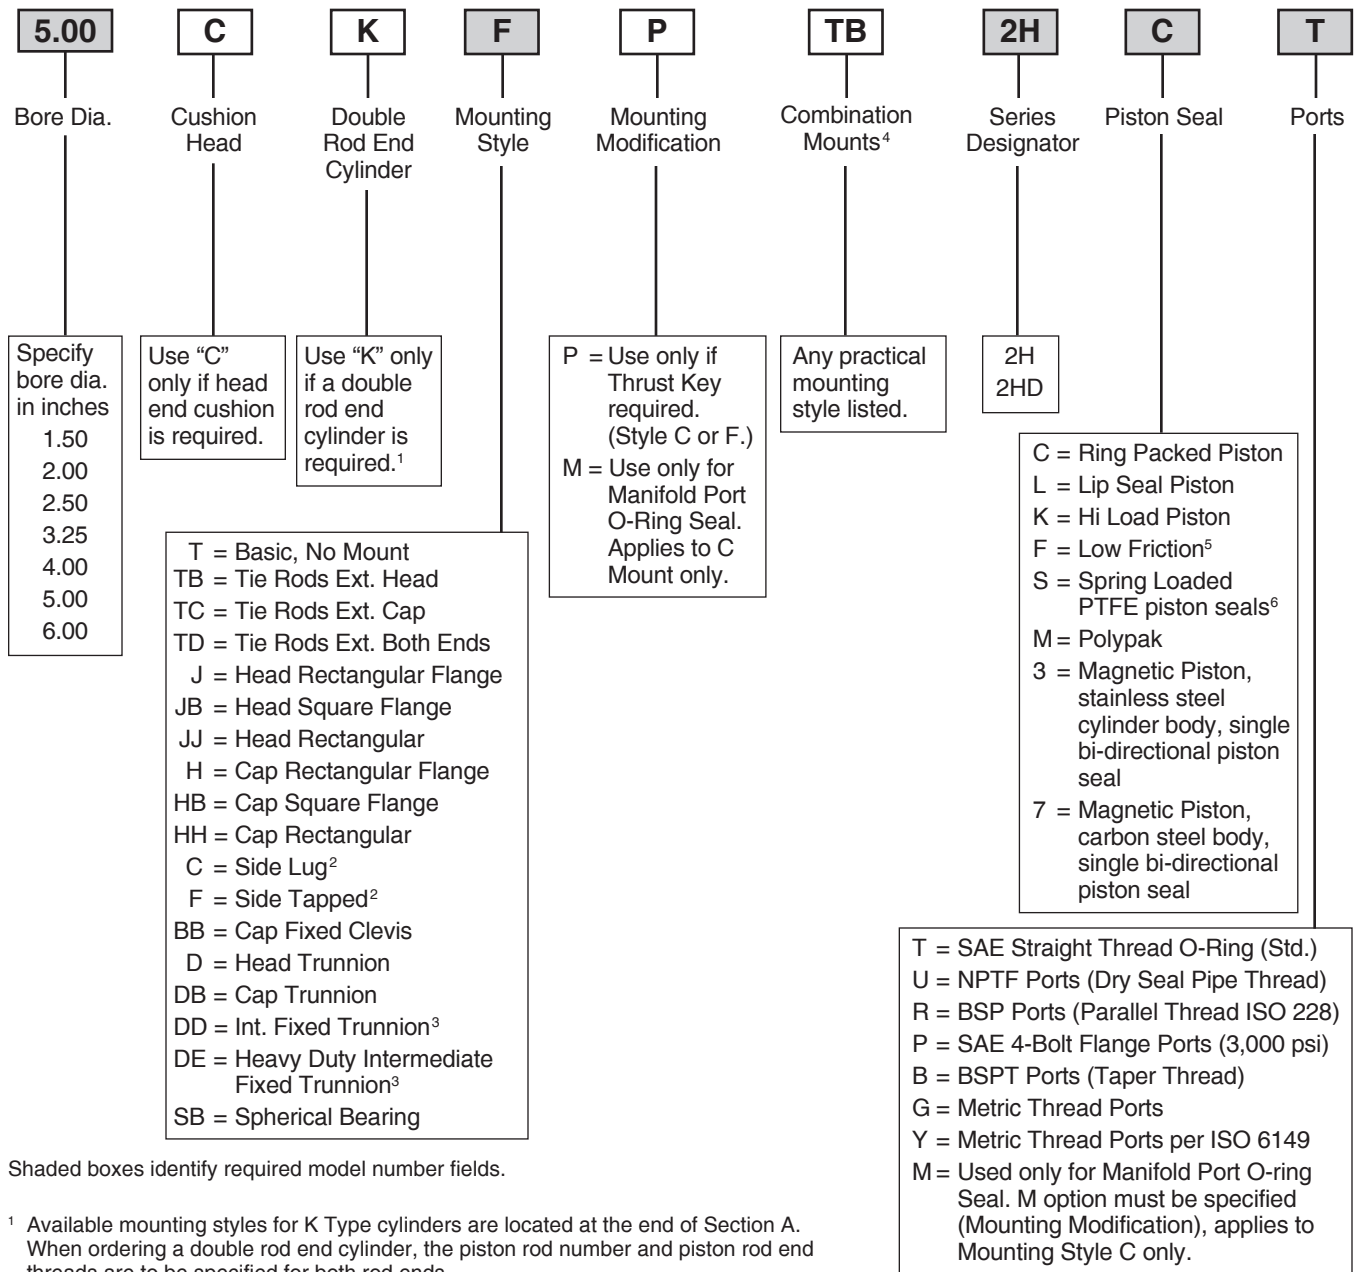 5.00 C K F P TB 2H C T
Bore Dia.
Cushion
Head
Double
Rod End
Cylinder
Mounting
Style
Mounting
Modification
Combination
Mounts⁴
Series
Designator
Piston Seal
Ports
Specify
bore dia.
in inches
1.50
2.00
2.50
3.25
4.00
5.00
6.00
Use “C”
only if head
end cushion
is required.
Use “K” only
if a double
rod end
cylinder is
required.¹
T = Basic, No Mount
TB = Tie Rods Ext. Head
TC = Tie Rods Ext. Cap
TD = Tie Rods Ext. Both Ends
J = Head Rectangular Flange
JB = Head Square Flange
JJ = Head Rectangular
H = Cap Rectangular Flange
HB = Cap Square Flange
HH = Cap Rectangular
C = Side Lug²
F = Side Tapped²
BB = Cap Fixed Clevis
D = Head Trunnion
DB = Cap Trunnion
DD = Int. Fixed Trunnion³
DE = Heavy Duty Intermediate
Fixed Trunnion³
SB = Spherical Bearing
P = Use only if
Thrust Key
required.
(Style C or F.)
M = Use only for
Manifold Port
O-Ring Seal.
Applies to C
Mount only.
Any practical
mounting
style listed.
2H
2HD
C = Ring Packed Piston
L = Lip Seal Piston
K = Hi Load Piston
F = Low Friction⁵
S = Spring Loaded
PTFE piston seals⁶
M = Polypak
3 = Magnetic Piston,
stainless steel
cylinder body, single
bi-directional piston
seal
7 = Magnetic Piston,
carbon steel body,
single bi-directional
piston seal
T = SAE Straight Thread O-Ring (Std.)
U = NPTF Ports (Dry Seal Pipe Thread)
R = BSP Ports (Parallel Thread ISO 228)
P = SAE 4-Bolt Flange Ports (3,000 psi)
B = BSPT Ports (Taper Thread)
G = Metric Thread Ports
Y = Metric Thread Ports per ISO 6149
M = Used only for Manifold Port O-ring
Seal. M option must be specified
(Mounting Modification), applies to
Mounting Style C only.
Shaded boxes identify required model number fields.
¹ Available mounting styles for K Type cylinders are located at the end of Section A.
When ordering a double rod end cylinder, the piston rod number and piston rod end
threads are to be specified for both rod ends.